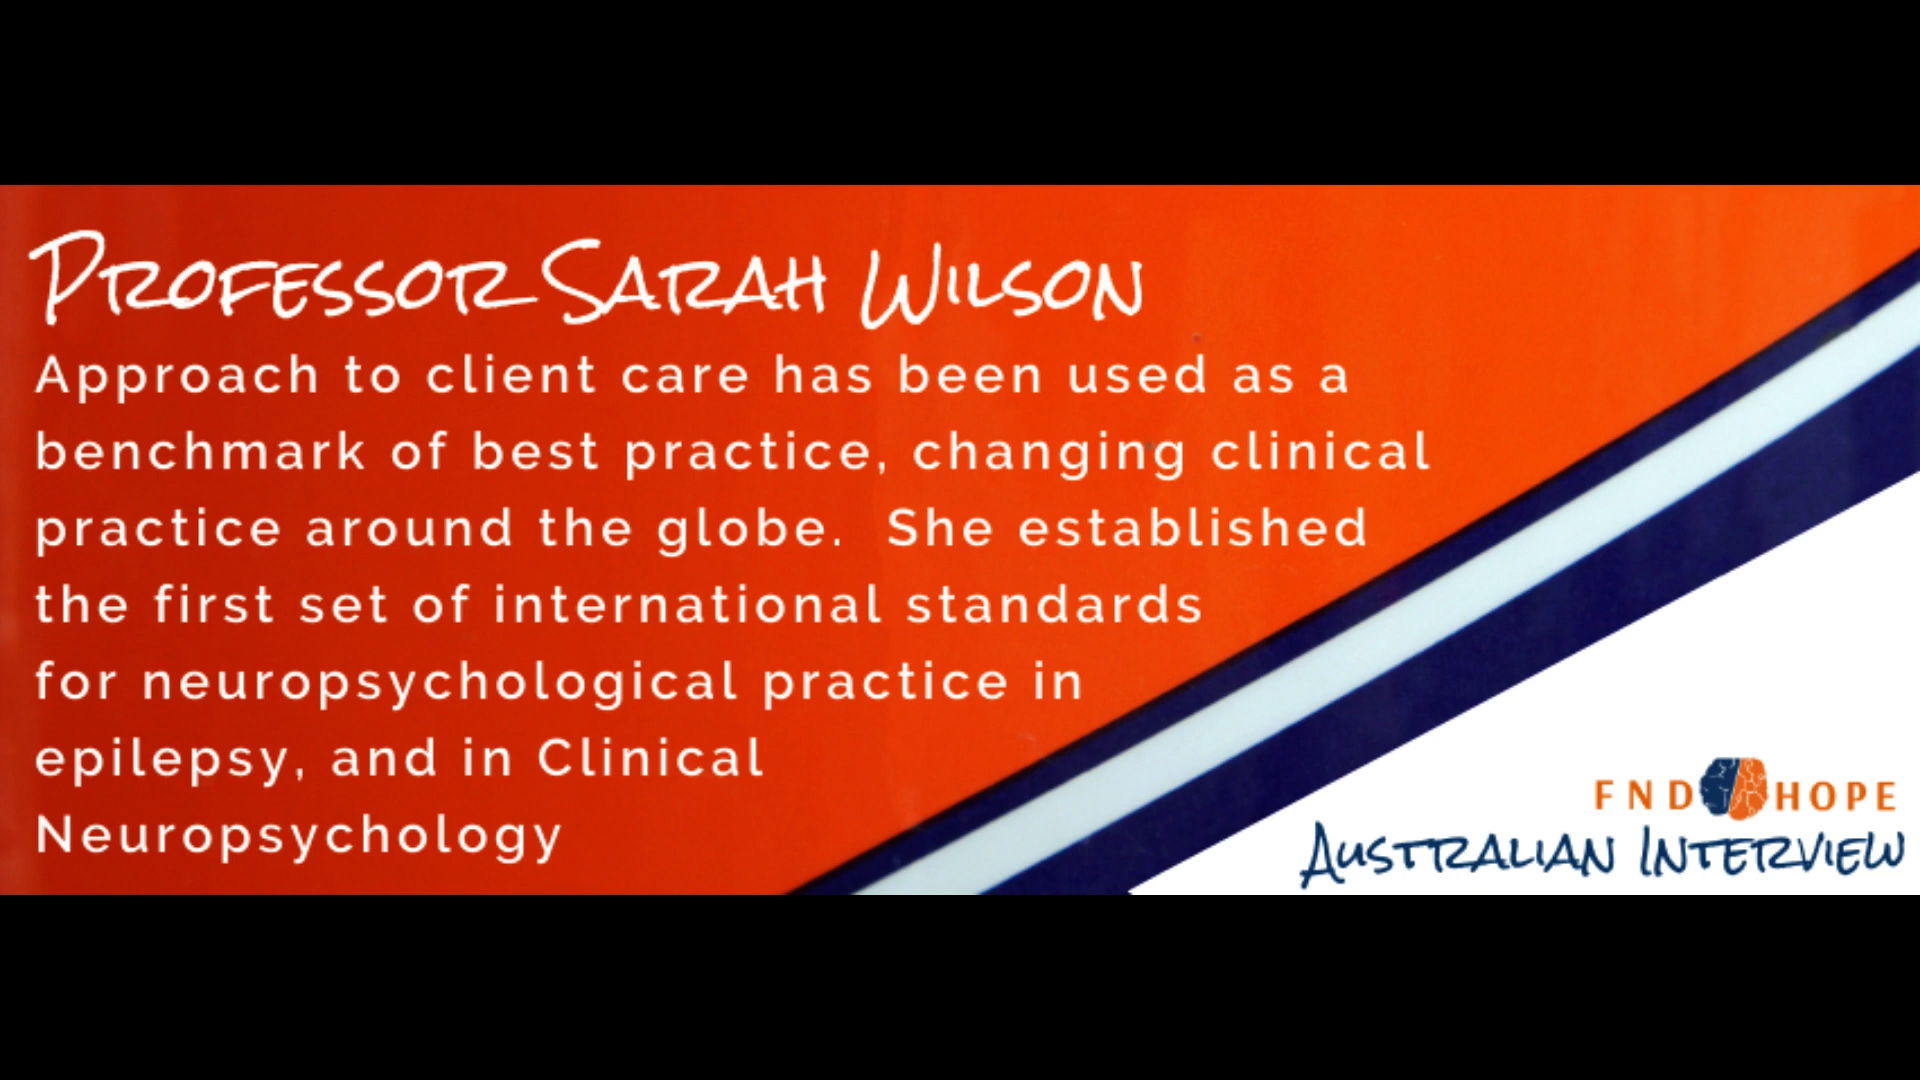 Professor Sarah Wilson
Approach to client care has been used as a
benchmark of best practice, changing clinical
practice around the globe.  She established
the first set of international standards
for neuropsychological practice in
epilepsy, and in Clinical
Neuropsychology
FND HOPE
Australian Interview